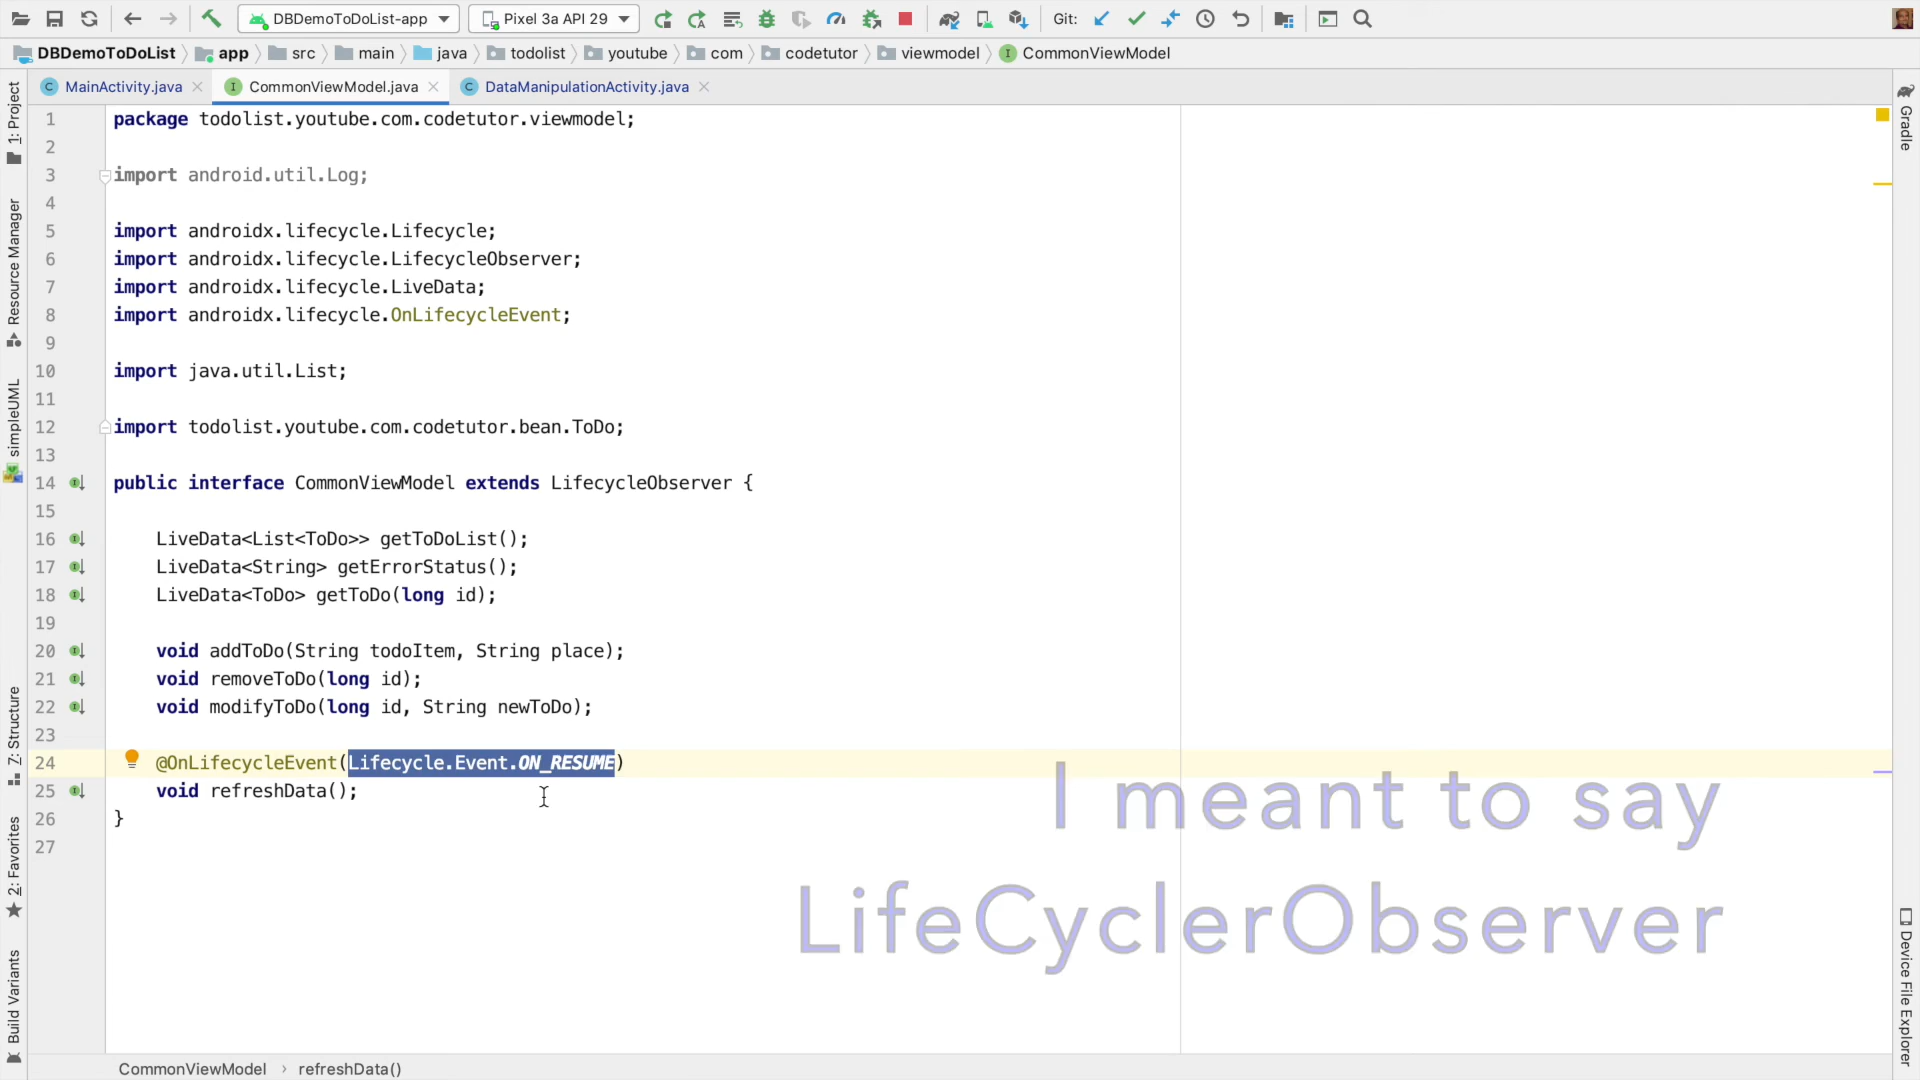 DBDemoToDoList-app
Pixel 3a API 29
Git:
DBDemoToDoList
app
src
main
java
todolist
youtube
com
codetutor
viewmodel
CommonViewModel
MainActivity.java
CommonViewModel.java
DataManipulationActivity.java
1: Project
Resource Manager
simpleUML
Z: Structure
2: Favorites
Build Variants
Gradle
Device File Explorer
1 package todolist.youtube.com.codetutor.viewmodel;
2
3 import android.util.Log;
4
5 import androidx.lifecycle.Lifecycle;
6 import androidx.lifecycle.LifecycleObserver;
7 import androidx.lifecycle.LiveData;
8 import androidx.lifecycle.OnLifecycleEvent;
9
10 import java.util.List;
11
12 import todolist.youtube.com.codetutor.bean.ToDo;
13
14 public interface CommonViewModel extends LifecycleObserver {
15
16 LiveData<List<ToDo>> getToDoList();
17 LiveData<String> getErrorStatus();
18 LiveData<ToDo> getToDo(long id);
19
20 void addToDo(String todoItem, String place);
21 void removeToDo(long id);
22 void modifyToDo(long id, String newToDo);
23
24 @OnLifecycleEvent(Lifecycle.Event.ON_RESUME)
25 void refreshData();
26 }
27
I meant to say
LifeCyclerObserver
CommonViewModel › refreshData()